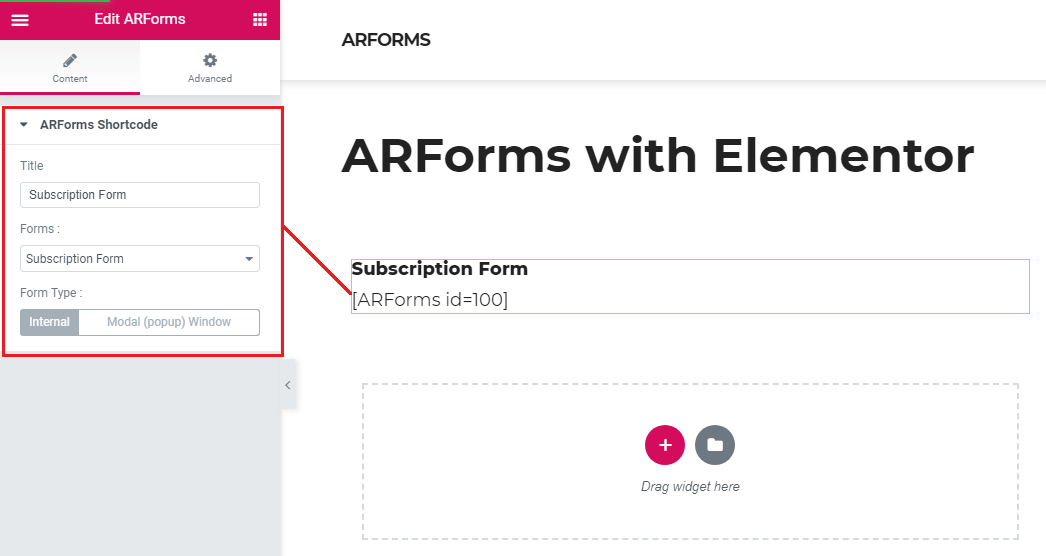 Edit ARForms
Content
Advanced
ARForms Shortcode
Title
Subscription Form
Forms :
Subscription Form
Form Type :
Internal
Modal (popup) Window
ARFORMS
ARForms with Elementor
Subscription Form
[ARForms id=100]
Drag widget here